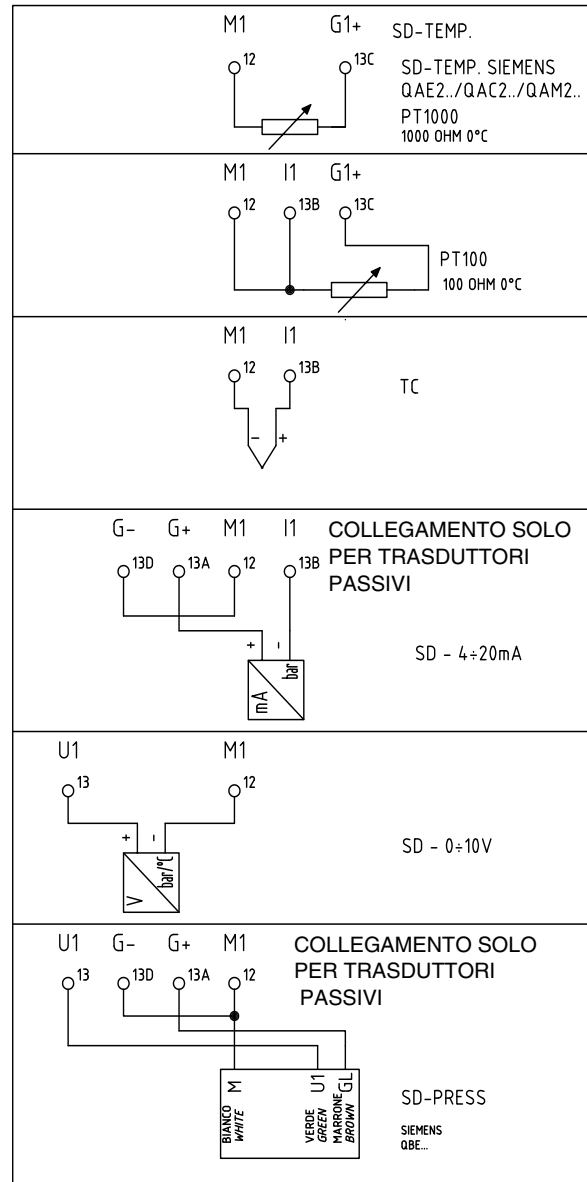 M1 G1+ SD-TEMP.
12 13C SD-TEMP. SIEMENS
QAE2../QAC2../QAM2..
PT1000
1000 OHM 0°C
M1 I1 G1+
12 13B 13C
PT100
100 OHM 0°C
M1 I1
12 13B
TC
- +
G- G+ M1 I1 COLLEGAMENTO SOLO
13D 13A 12 13B PER TRASDUTTORI
PASSIVI
+ -
mA bar
SD - 4÷20mA
U1 M1
13 12
+ -
V bar/°C
SD - 0÷10V
U1 G- G+ M1 COLLEGAMENTO SOLO
13 13D 13A 12 PER TRASDUTTORI
PASSIVI
M U1 GL
BIANCO VERDE MARRONE
WHITE GREEN BROWN
SD-PRESS
SIEMENS
QBE...